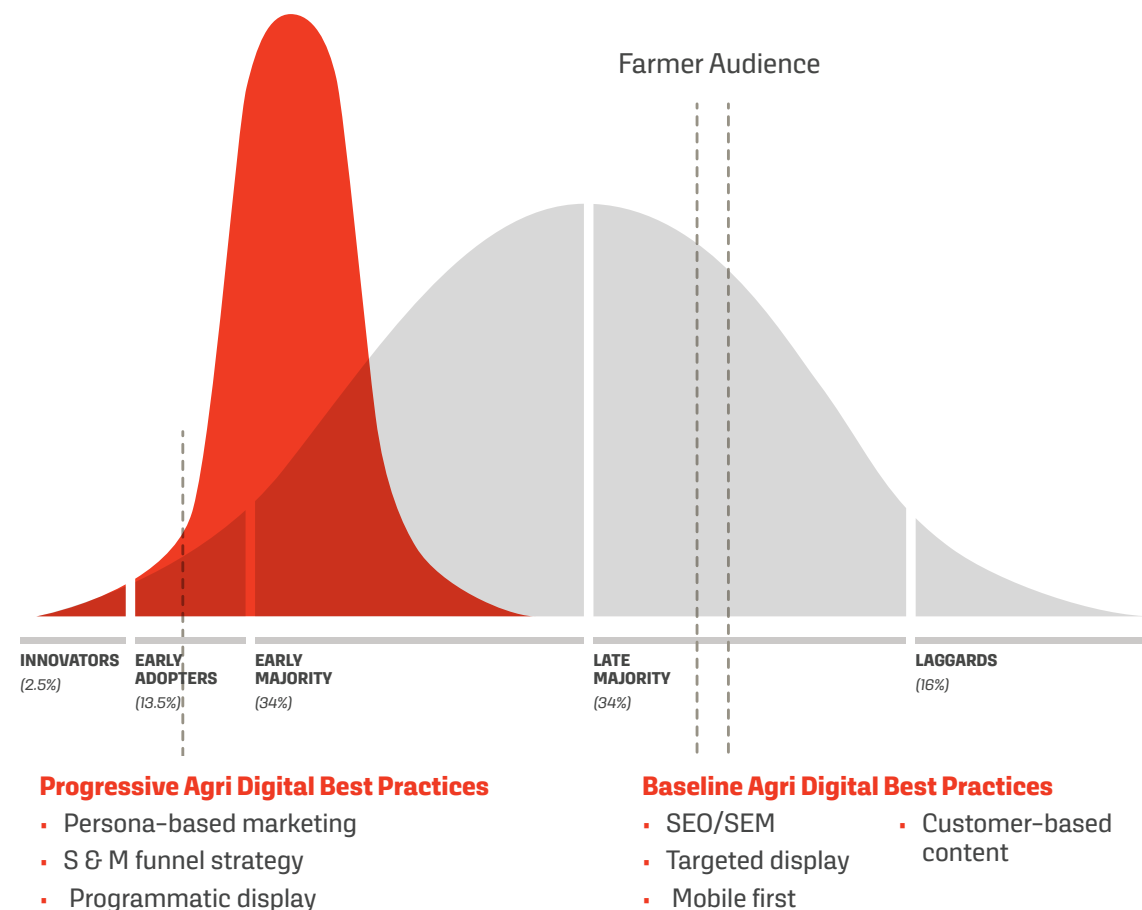 Farmer Audience
INNOVATORS
(2.5%)
EARLY
ADOPTERS
(13.5%)
EARLY
MAJORITY
(34%)
LATE
MAJORITY
(34%)
LAGGARDS
(16%)
Progressive Agri Digital Best Practices
▪ Persona-based marketing
▪ S & M funnel strategy
▪ Programmatic display
Baseline Agri Digital Best Practices
▪ SEO/SEM
▪ Targeted display
▪ Mobile first
▪ Customer-based
content